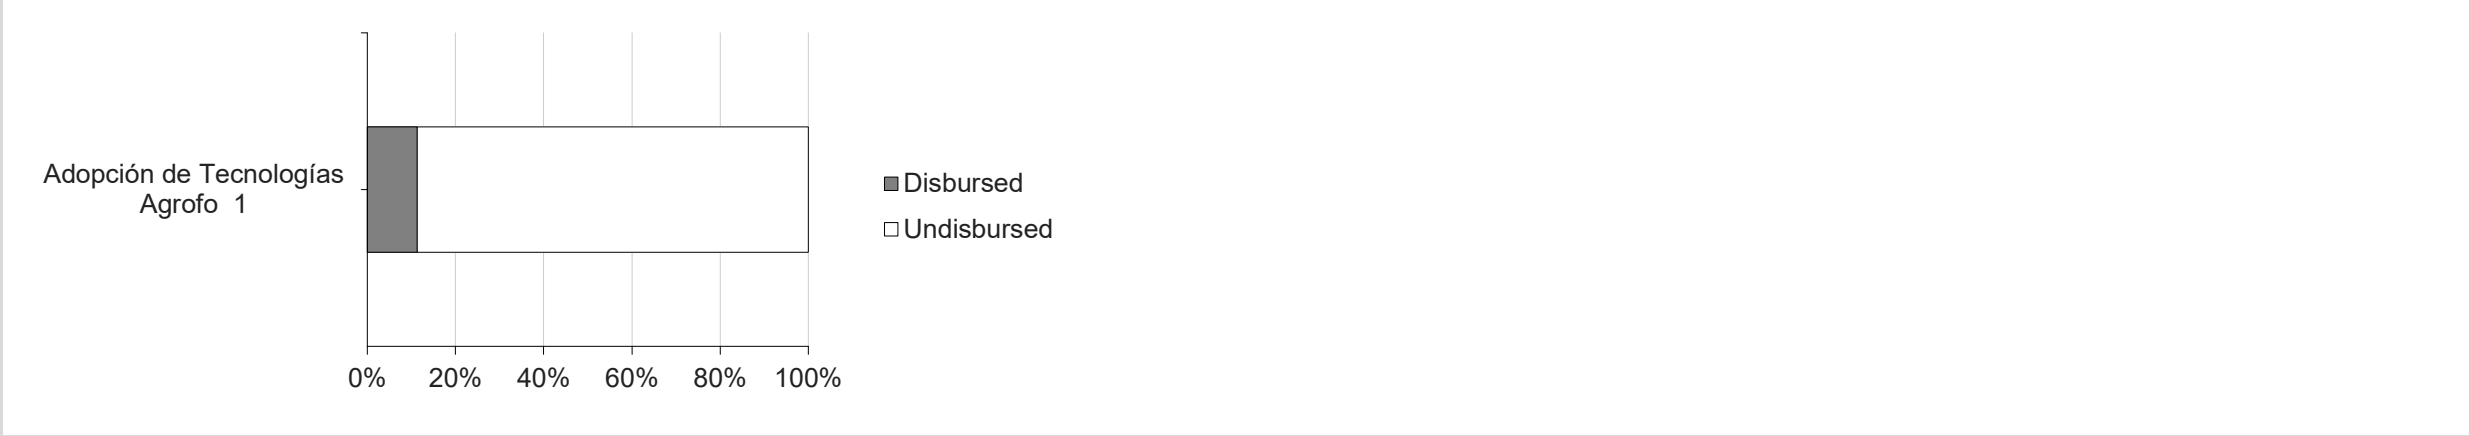 Adopción de Tecnologías
Agrofo  1
Disbursed
Undisbursed
0% 20% 40% 60% 80% 100%